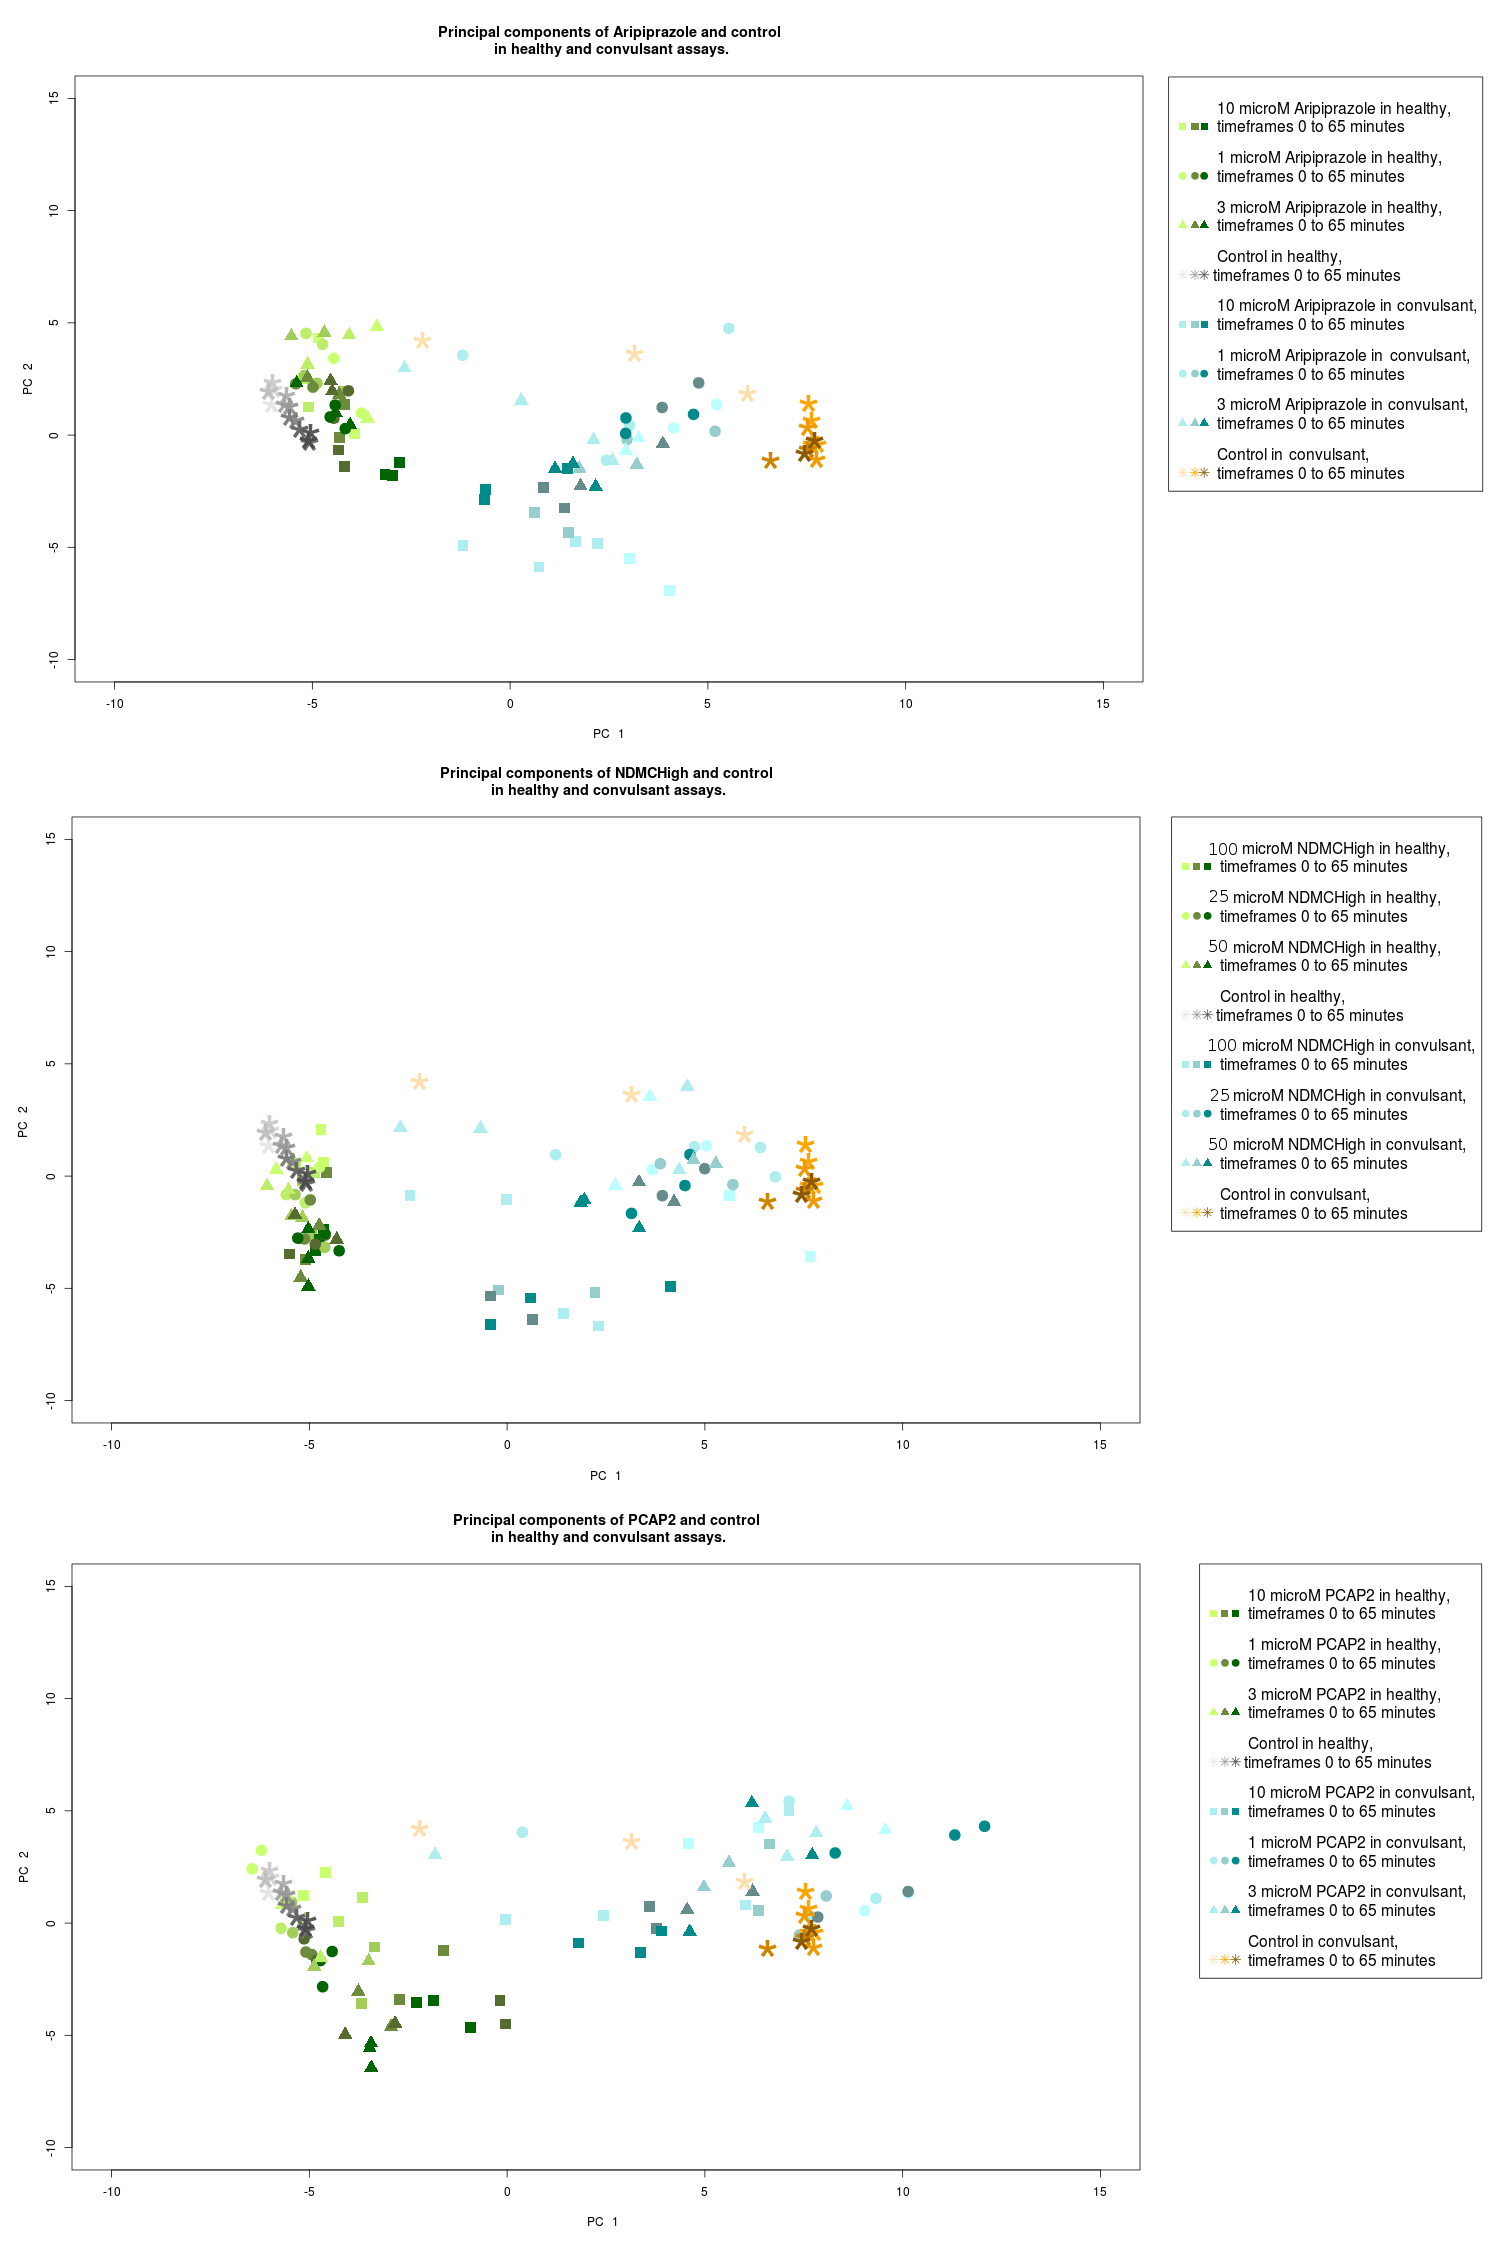 Principal components of Aripiprazole and control
in healthy and convulsant assays.
15
10
5
0
-5
-10
PC 2
-10
-5
0
5
10
15
PC 1
10 microM Aripiprazole in healthy,
timeframes 0 to 65 minutes
1 microM Aripiprazole in healthy,
timeframes 0 to 65 minutes
3 microM Aripiprazole in healthy,
timeframes 0 to 65 minutes
Control in healthy,
timeframes 0 to 65 minutes
10 microM Aripiprazole in convulsant,
timeframes 0 to 65 minutes
1 microM Aripiprazole in convulsant,
timeframes 0 to 65 minutes
3 microM Aripiprazole in convulsant,
timeframes 0 to 65 minutes
Control in convulsant,
timeframes 0 to 65 minutes
Principal components of NDMCHigh and control
in healthy and convulsant assays.
15
10
5
0
-5
-10
PC 2
-10
-5
0
5
10
15
PC 1
100 microM NDMCHigh in healthy,
timeframes 0 to 65 minutes
25 microM NDMCHigh in healthy,
timeframes 0 to 65 minutes
50 microM NDMCHigh in healthy,
timeframes 0 to 65 minutes
Control in healthy,
timeframes 0 to 65 minutes
100 microM NDMCHigh in convulsant,
timeframes 0 to 65 minutes
25 microM NDMCHigh in convulsant,
timeframes 0 to 65 minutes
50 microM NDMCHigh in convulsant,
timeframes 0 to 65 minutes
Control in convulsant,
timeframes 0 to 65 minutes
Principal components of PCAP2 and control
in healthy and convulsant assays.
15
10
5
0
-5
-10
PC 2
-10
-5
0
5
10
15
PC 1
10 microM PCAP2 in healthy,
timeframes 0 to 65 minutes
1 microM PCAP2 in healthy,
timeframes 0 to 65 minutes
3 microM PCAP2 in healthy,
timeframes 0 to 65 minutes
Control in healthy,
timeframes 0 to 65 minutes
10 microM PCAP2 in convulsant,
timeframes 0 to 65 minutes
1 microM PCAP2 in convulsant,
timeframes 0 to 65 minutes
3 microM PCAP2 in convulsant,
timeframes 0 to 65 minutes
Control in convulsant,
timeframes 0 to 65 minutes